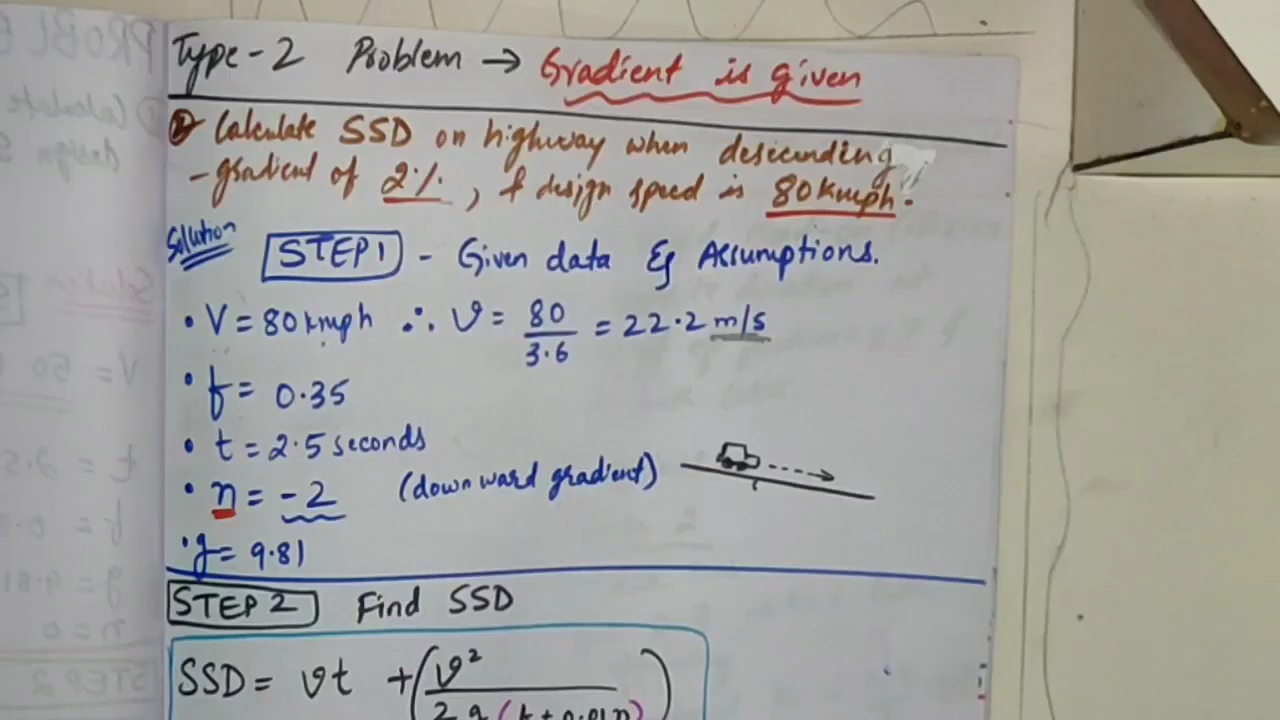 Type-2 Problem → Gradient is given
Calculate SSD on highway when descending
-gradient of 2%, & design speed is 80 Kmph.
Solution
STEP 1 - Given data & Assumptions.
• V = 80 kmph ∴ v = 80/3.6 = 22.2 m/s
• f = 0.35
• t = 2.5 seconds
• n = -2 (downward gradient)
• g = 9.81
STEP 2 Find SSD
SSD = vt + (v²/2g(f+0.01n))